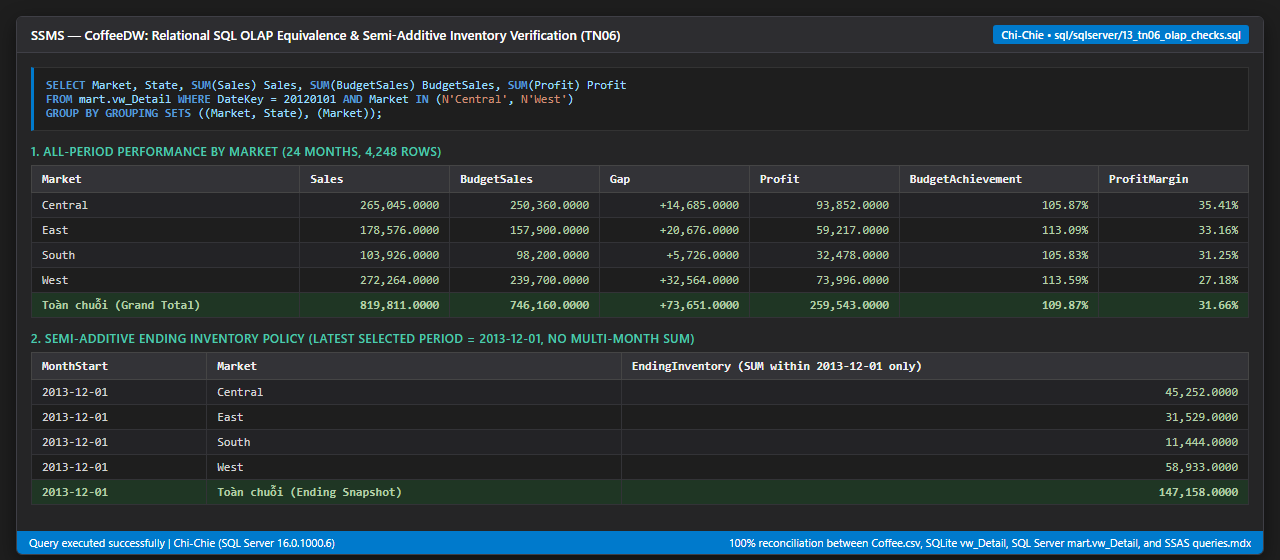 SSMS — CoffeeDW: Relational SQL OLAP Equivalence & Semi-Additive Inventory Verification (TN06)
Chi-Chie • sql/sqlserver/13_tn06_olap_checks.sql
SELECT Market, State, SUM(Sales) Sales, SUM(BudgetSales) BudgetSales, SUM(Profit) Profit
FROM mart.vw_Detail WHERE DateKey = 20120101 AND Market IN (N'Central', N'West')
GROUP BY GROUPING SETS ((Market, State), (Market));
1. ALL-PERIOD PERFORMANCE BY MARKET (24 MONTHS, 4,248 ROWS)
Market Sales BudgetSales Gap Profit BudgetAchievement ProfitMargin
Central 265,045.0000 250,360.0000 +14,685.0000 93,852.0000 105.87% 35.41%
East 178,576.0000 157,900.0000 +20,676.0000 59,217.0000 113.09% 33.16%
South 103,926.0000 98,200.0000 +5,726.0000 32,478.0000 105.83% 31.25%
West 272,264.0000 239,700.0000 +32,564.0000 73,996.0000 113.59% 27.18%
Toàn chuỗi (Grand Total) 819,811.0000 746,160.0000 +73,651.0000 259,543.0000 109.87% 31.66%
2. SEMI-ADDITIVE ENDING INVENTORY POLICY (LATEST SELECTED PERIOD = 2013-12-01, NO MULTI-MONTH SUM)
MonthStart Market EndingInventory (SUM within 2013-12-01 only)
2013-12-01 Central 45,252.0000
2013-12-01 East 31,529.0000
2013-12-01 South 11,444.0000
2013-12-01 West 58,933.0000
2013-12-01 Toàn chuỗi (Ending Snapshot) 147,158.0000
Query executed successfully | Chi-Chie (SQL Server 16.0.1000.6)
100% reconciliation between Coffee.csv, SQLite vw_Detail, SQL Server mart.vw_Detail, and SSAS queries.mdx